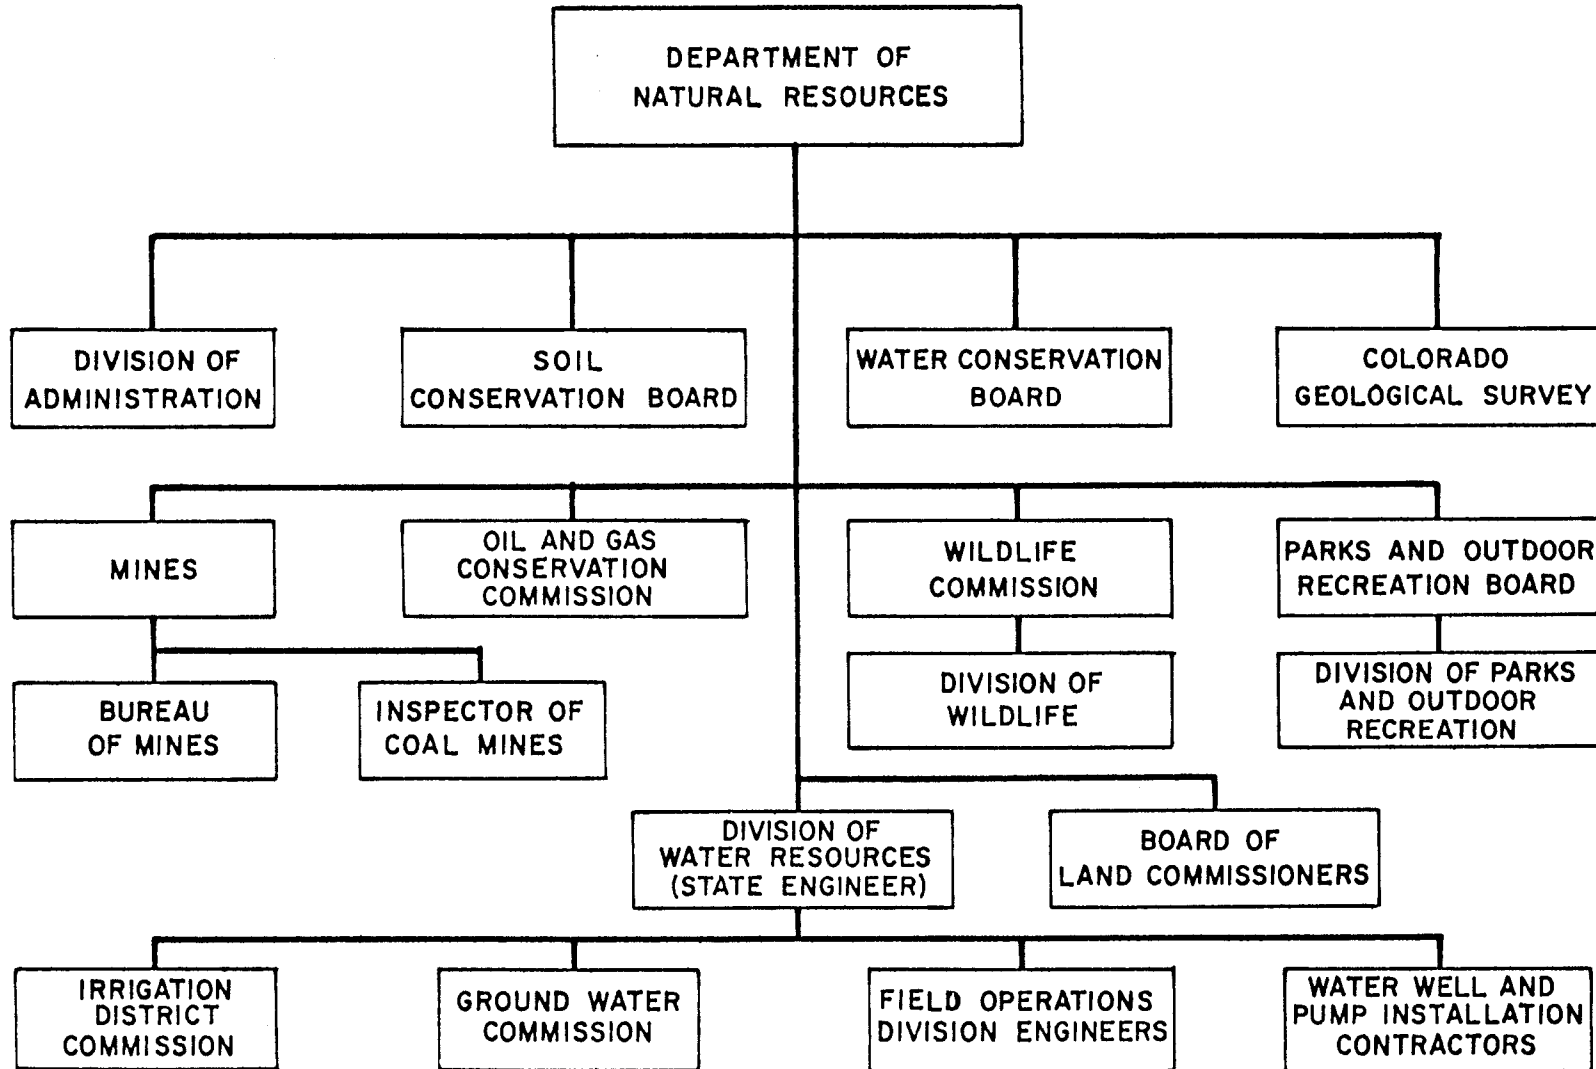 DEPARTMENT OF
NATURAL RESOURCES
DIVISION OF
ADMINISTRATION
SOIL
CONSERVATION BOARD
WATER CONSERVATION
BOARD
COLORADO
GEOLOGICAL SURVEY
MINES
OIL AND GAS
CONSERVATION
COMMISSION
WILDLIFE
COMMISSION
PARKS AND OUTDOOR
RECREATION BOARD
BUREAU
OF MINES
INSPECTOR OF
COAL MINES
DIVISION OF
WILDLIFE
DIVISION OF PARKS
AND OUTDOOR
RECREATION
DIVISION OF
WATER RESOURCES
(STATE ENGINEER)
BOARD OF
LAND COMMISSIONERS
IRRIGATION
DISTRICT
COMMISSION
GROUND WATER
COMMISSION
FIELD OPERATIONS
DIVISION ENGINEERS
WATER WELL AND
PUMP INSTALLATION
CONTRACTORS